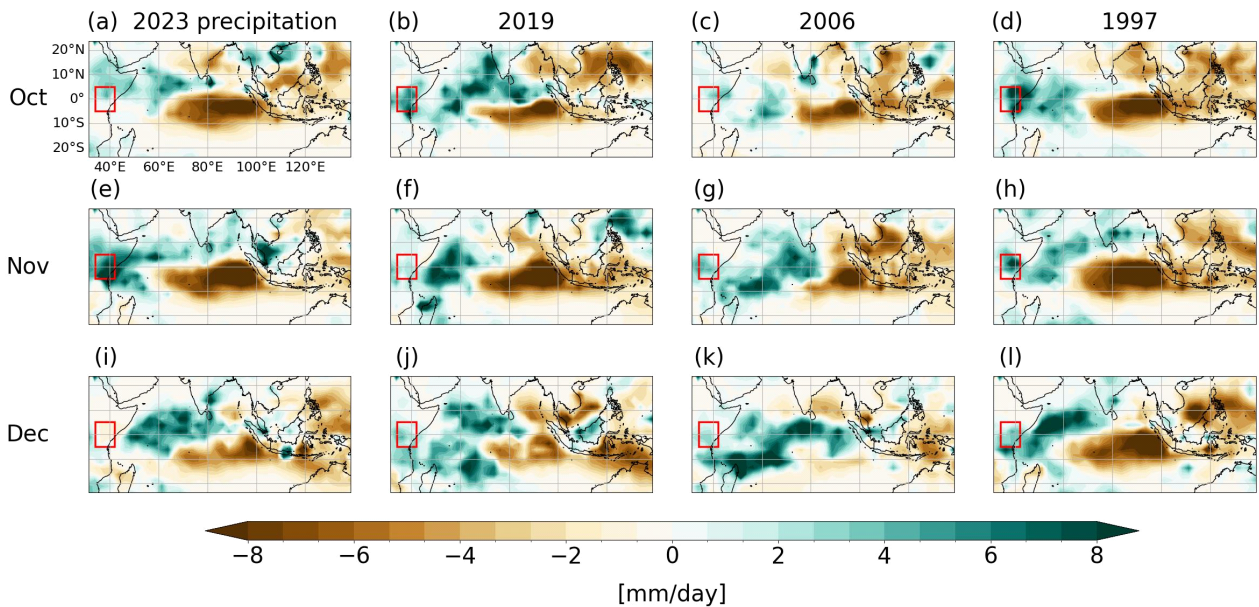 (a) 2023 precipitation (b) 2019 (c) 2006 (d) 1997
20°N
10°N
Oct 0°
10°S
20°S
40°E 60°E 80°E 100°E 120°E
(e) (f) (g) (h)
Nov
(i) (j) (k) (l)
Dec
−8 −6 −4 −2 0 2 4 6 8
[mm/day]